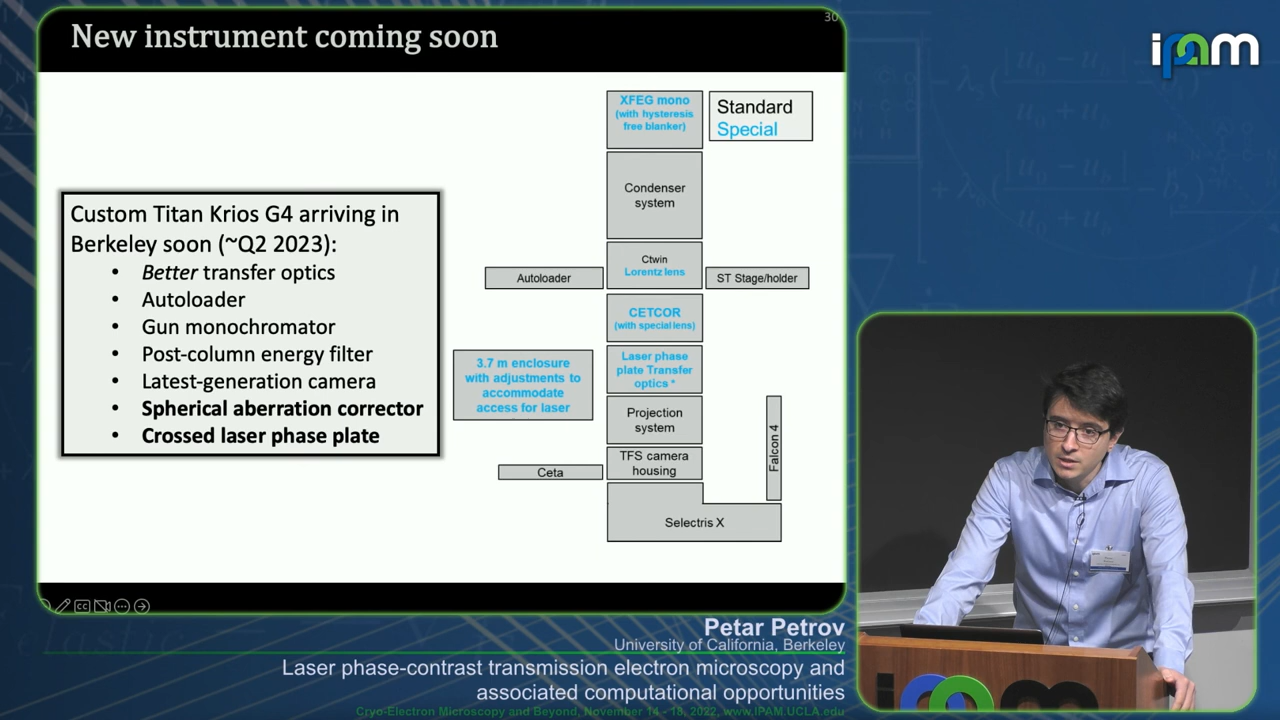 New instrument coming soon
30
ipam
XFEG mono
(with hysteresis
free blanker)
Standard
Special
Condenser
system
Custom Titan Krios G4 arriving in
Berkeley soon (~Q2 2023):
• Better transfer optics
• Autoloader
• Gun monochromator
• Post-column energy filter
• Latest-generation camera
• Spherical aberration corrector
• Crossed laser phase plate
Ctwin
Lorentz lens
Autoloader
ST Stage/holder
CETCOR
(with special lens)
3.7 m enclosure
with adjustments to
accommodate
access for laser
Laser phase
plate Transfer
optics *
Projection
system
Falcon 4
TFS camera
housing
Ceta
Selectris X
Petar Petrov
University of California, Berkeley
Laser phase-contrast transmission electron microscopy and
associated computational opportunities
Cryo-Electron Microscopy and Beyond, November 14 - 18, 2022, www.IPAM.UCLA.edu